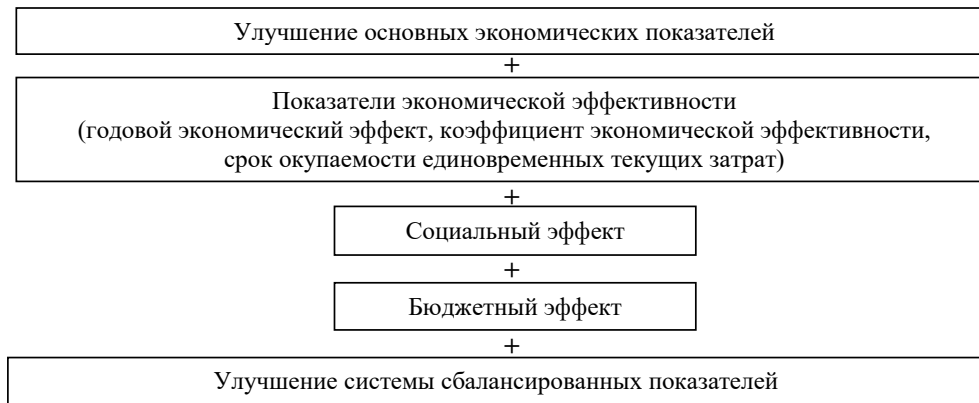 Улучшение основных экономических показателей
+
Показатели экономической эффективности
(годовой экономический эффект, коэффициент экономической эффективности,
срок окупаемости единовременных текущих затрат)
+
Социальный эффект
+
Бюджетный эффект
+
Улучшение системы сбалансированных показателей